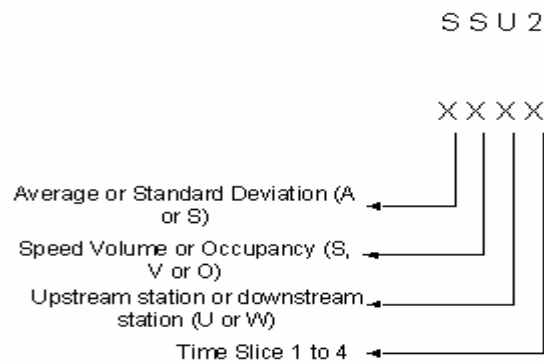 S S U 2
X X X X
Average or Standard Deviation (A
or S)
Speed Volume or Occupancy (S,
V or O)
Upstream station or downstream
station (U or W)
Time Slice 1 to 4